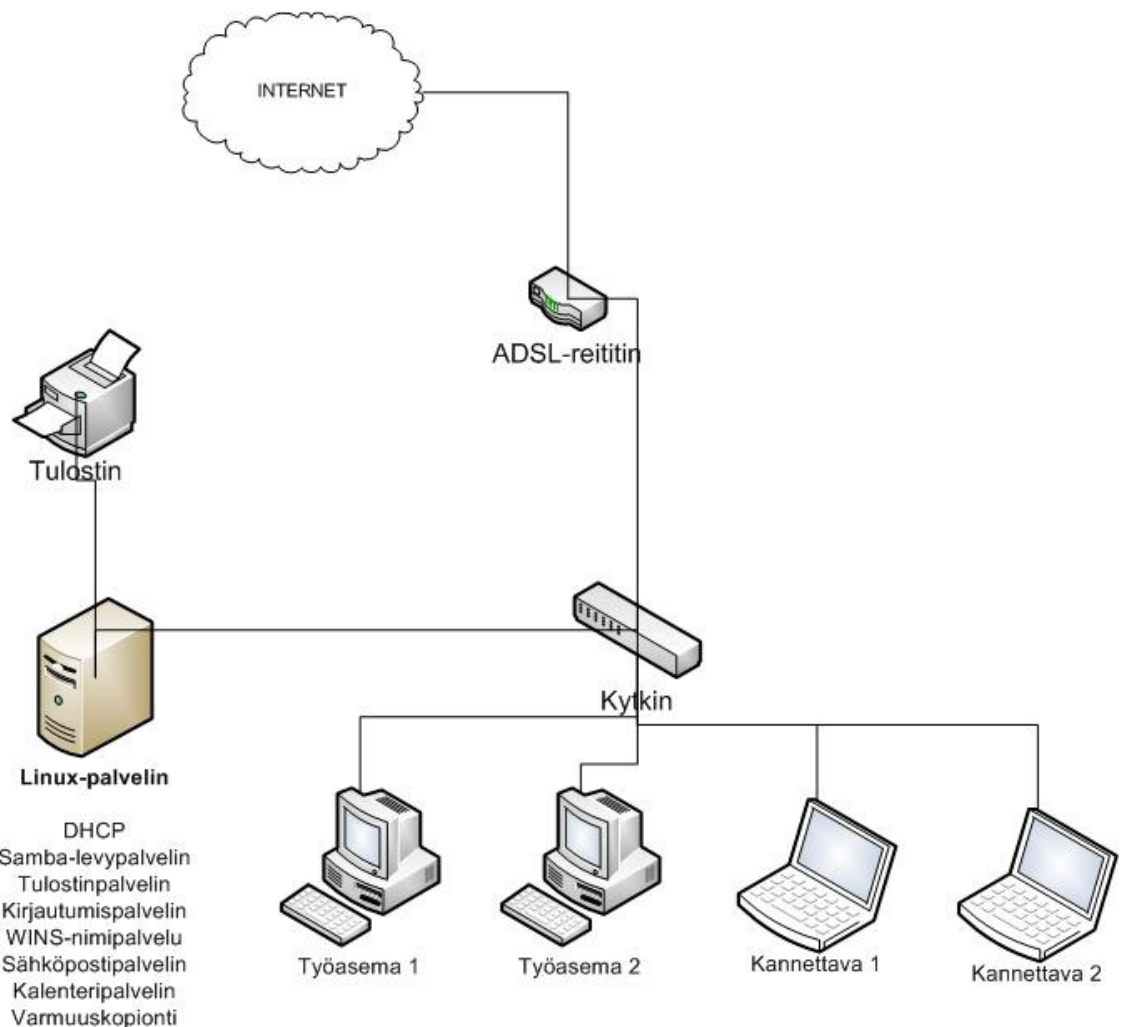 INTERNET
ADSL-reititin
Tulostin
Kytkin
Linux-palvelin
DHCP
Samba-levypalvelin
Tulostinpalvelin
Kirjautumispalvelin
WINS-nimipalvelu
Sähköpostipalvelin
Kalenteripalvelin
Varmuuskopionti
Työasema 1
Työasema 2
Kannettava 1
Kannettava 2